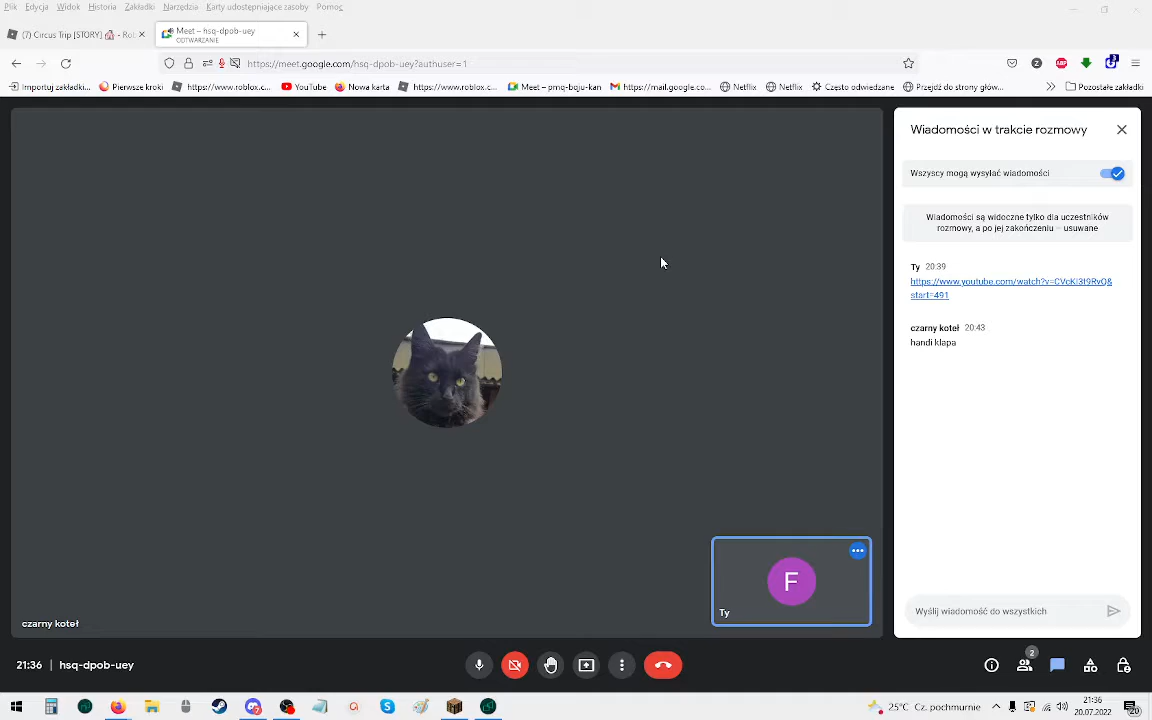 Plik Edycja Widok Historia Zakładki Narzędzia Karty udostępniające zasoby Pomoc
(7) Circus Trip [STORY] - Rob
Meet – hsq-dpob-uey
ODTWARZANIE
https://meet.google.com/hsq-dpob-uey?authuser=1
Importuj zakładki... Pierwsze kroki https://www.roblox.c... YouTube Nowa karta https://www.roblox.c... Meet – pmq-bqju-kan https://mail.google.co... Netflix Netflix Często odwiedzane Przejdź do strony głów... Pozostałe zakładki
Wiadomości w trakcie rozmowy
Wszyscy mogą wysyłać wiadomości
Wiadomości są widoczne tylko dla uczestników
rozmowy, a po jej zakończeniu – usuwane
Ty 20:39
https://www.youtube.com/watch?v=CVcKI3t9RvQ&
start=491
czarny koteł 20:43
handi klapa
F
Ty
czarny koteł
Wyślij wiadomość do wszystkich
21:36 | hsq-dpob-uey
2
25°C Cz. pochmurnie
21:36
20.07.2022
20